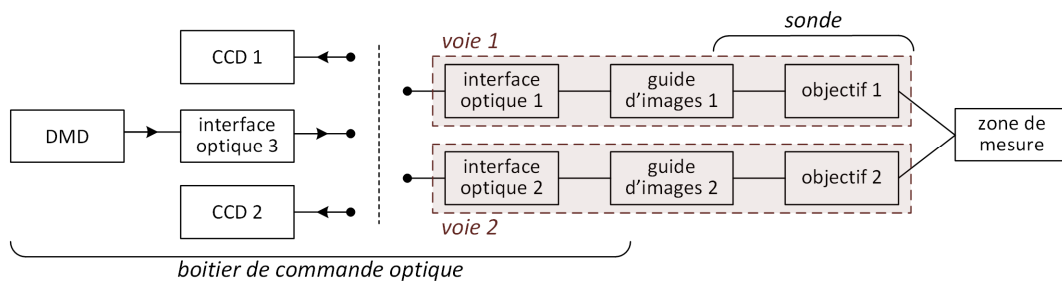 sonde
voie 1
CCD 1
interface
optique 1
guide
d'images 1
objectif 1
DMD
interface
optique 3
zone de
mesure
CCD 2
interface
optique 2
guide
d'images 2
objectif 2
voie 2
boitier de commande optique